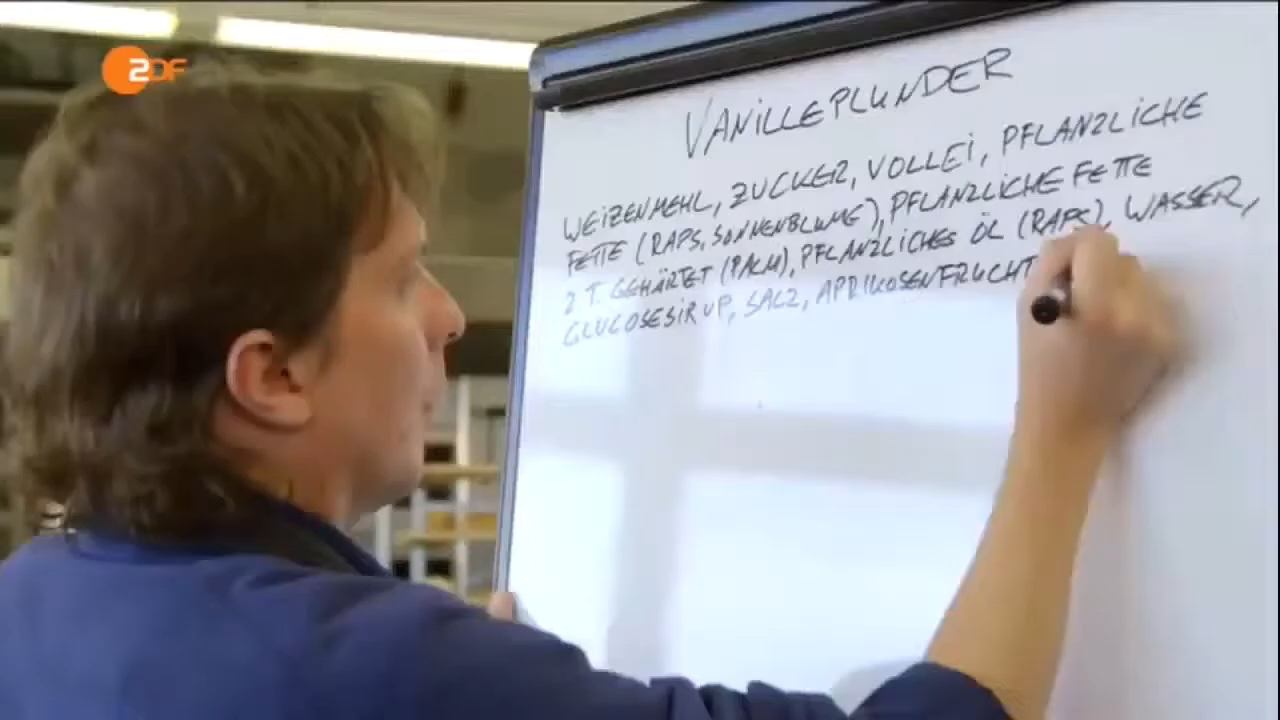 ZDF
VANILLEPLUNDER
WEIZENMEHL, ZUCKER, VOLLEI, PFLANZLICHE
FETTE (RAPS, SONNENBLUME), PFLANZLICHE FETTE
Z.T. GEHÄRTET (PALM), PFLANZLICHES ÖL (RAPS), WASSER,
GLUCOSESIRUP, SALZ, APRIKOSENFRUCHT